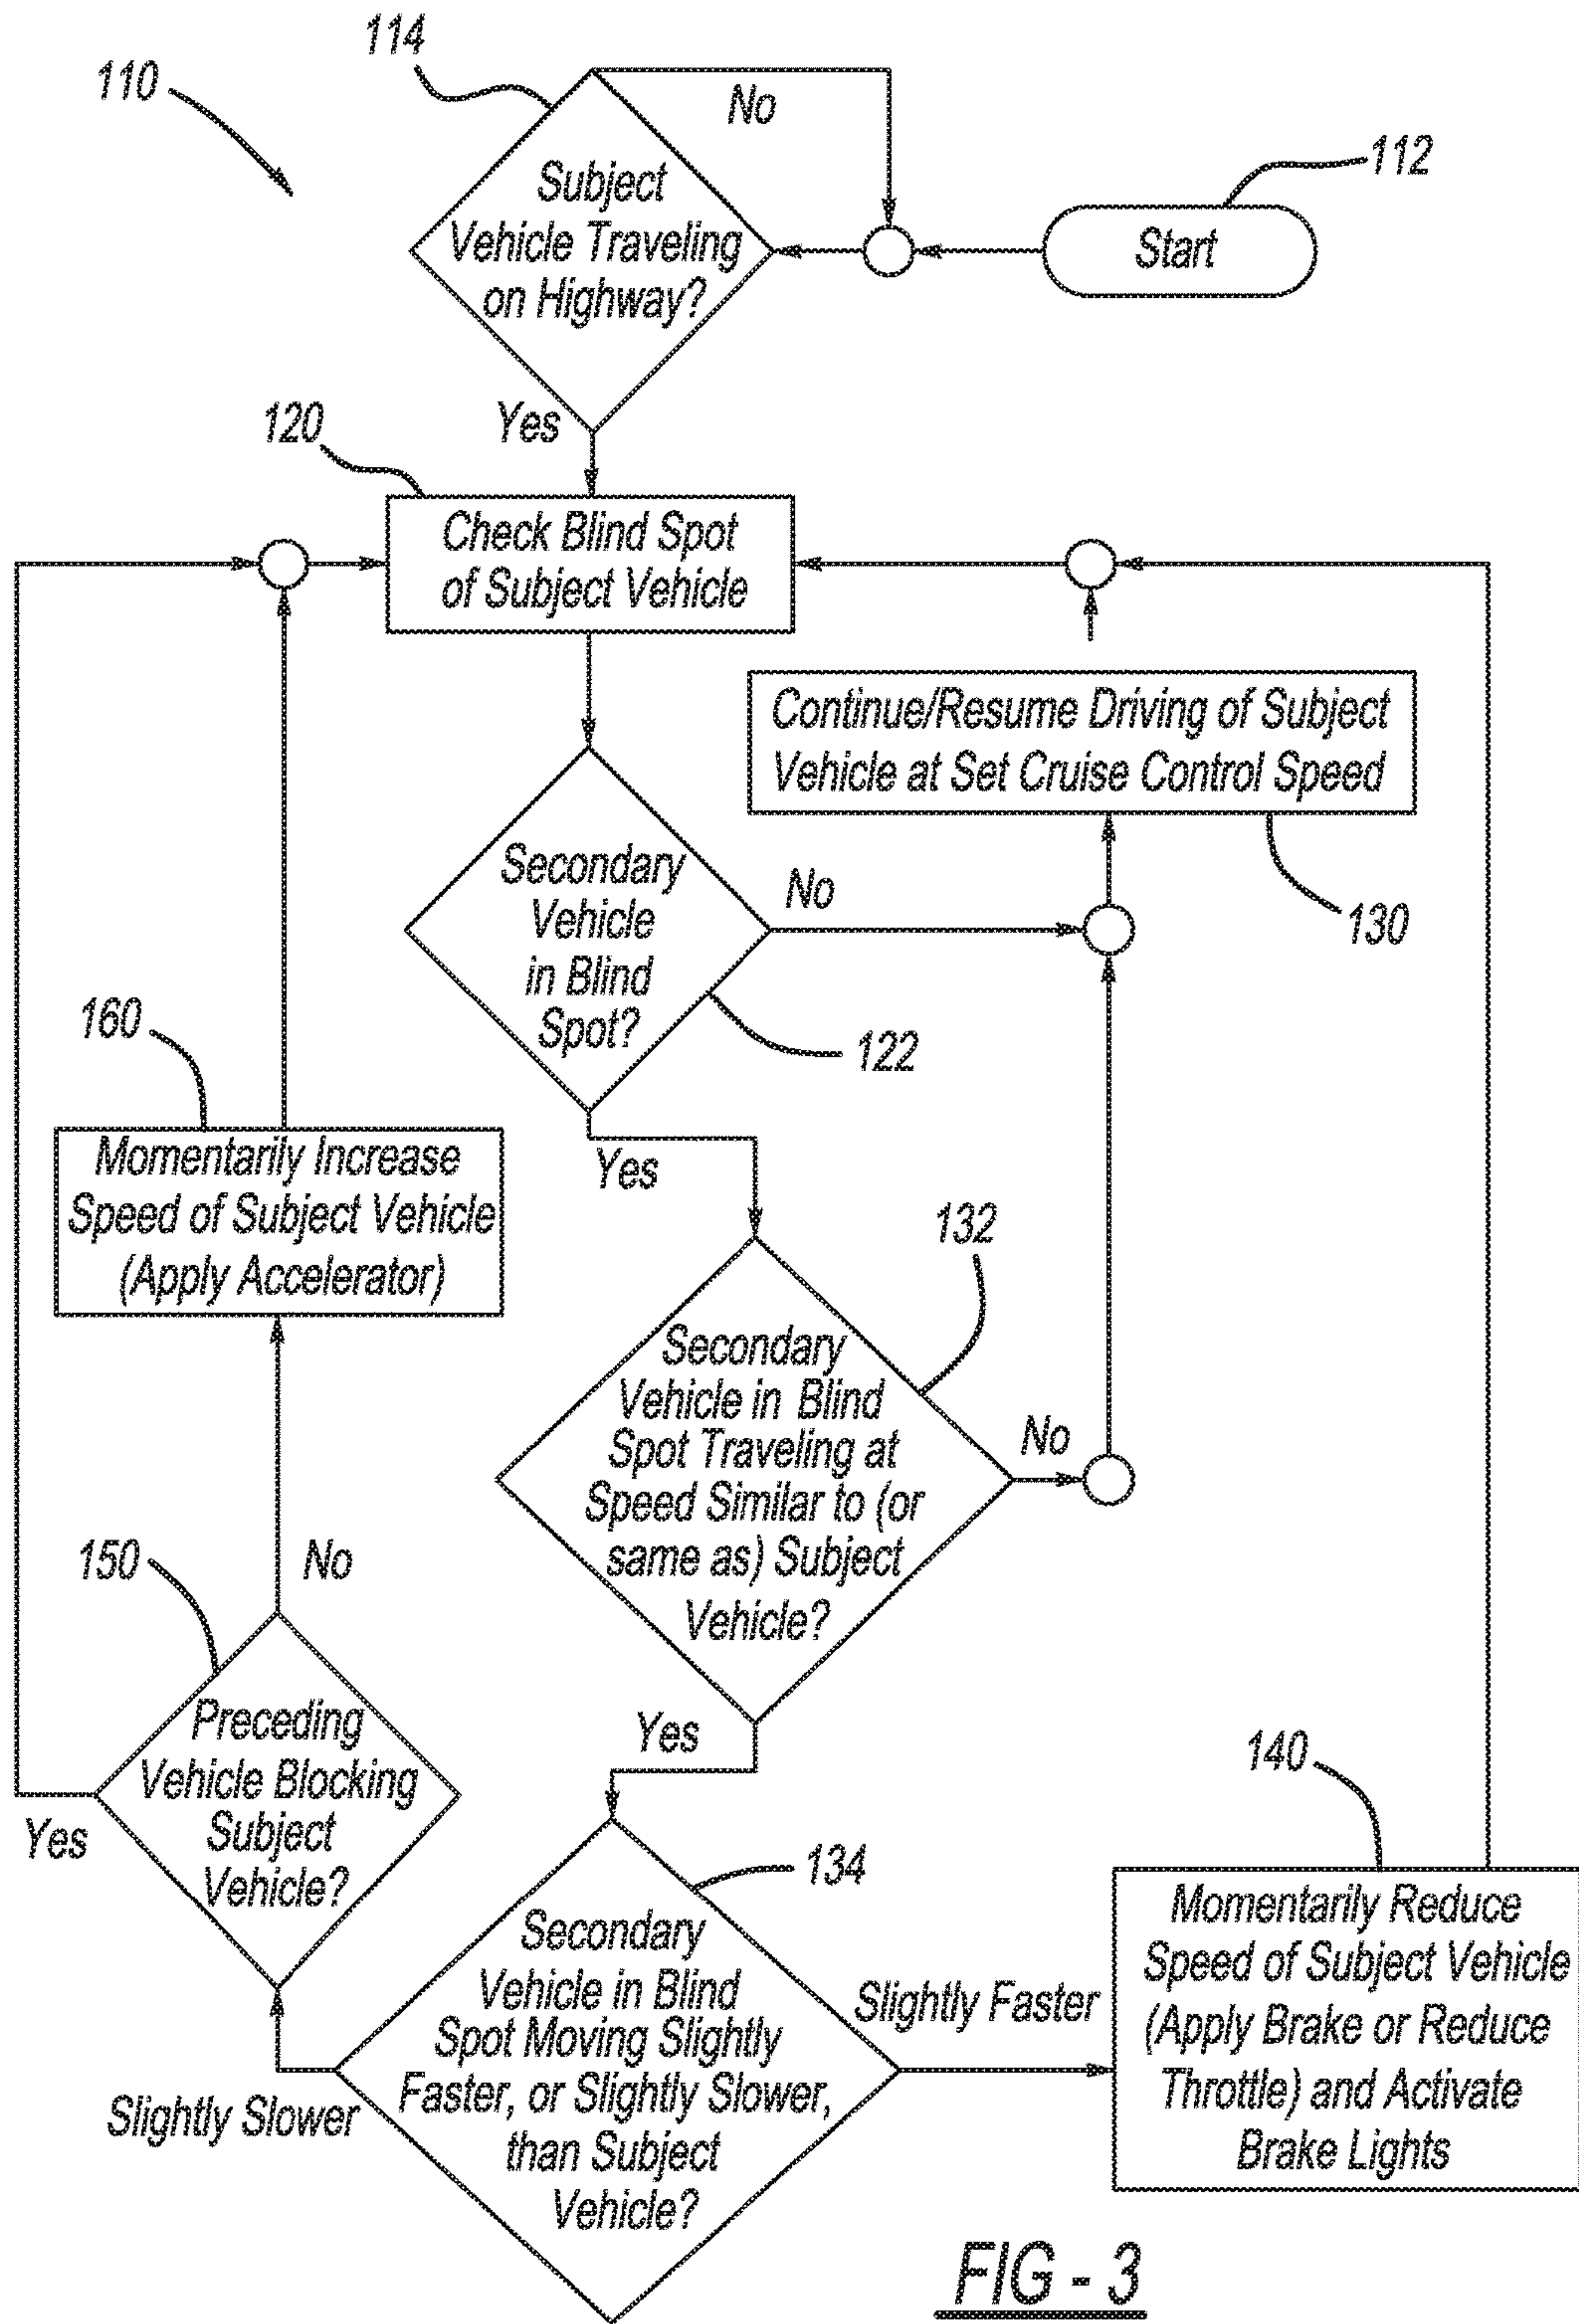 114
110
No
112
Subject
Vehicle Traveling
on Highway?
Start
Yes
120
Check Blind Spot
of Subject Vehicle
Continue/Resume Driving of Subject
Vehicle at Set Cruise Control Speed
130
Secondary
Vehicle
in Blind
Spot?
No
122
Yes
160
Momentarily Increase
Speed of Subject Vehicle
(Apply Accelerator)
132
Secondary
Vehicle in Blind
Spot Traveling at
Speed Similar to (or
same as) Subject
Vehicle?
No
Yes
150
No
Preceding
Vehicle Blocking
Subject
Vehicle?
Yes
134
Secondary
Vehicle in Blind
Spot Moving Slightly
Faster, or Slightly Slower,
than Subject
Vehicle?
Slightly Slower
Slightly Faster
140
Momentarily Reduce
Speed of Subject Vehicle
(Apply Brake or Reduce
Throttle) and Activate
Brake Lights
FIG - 3